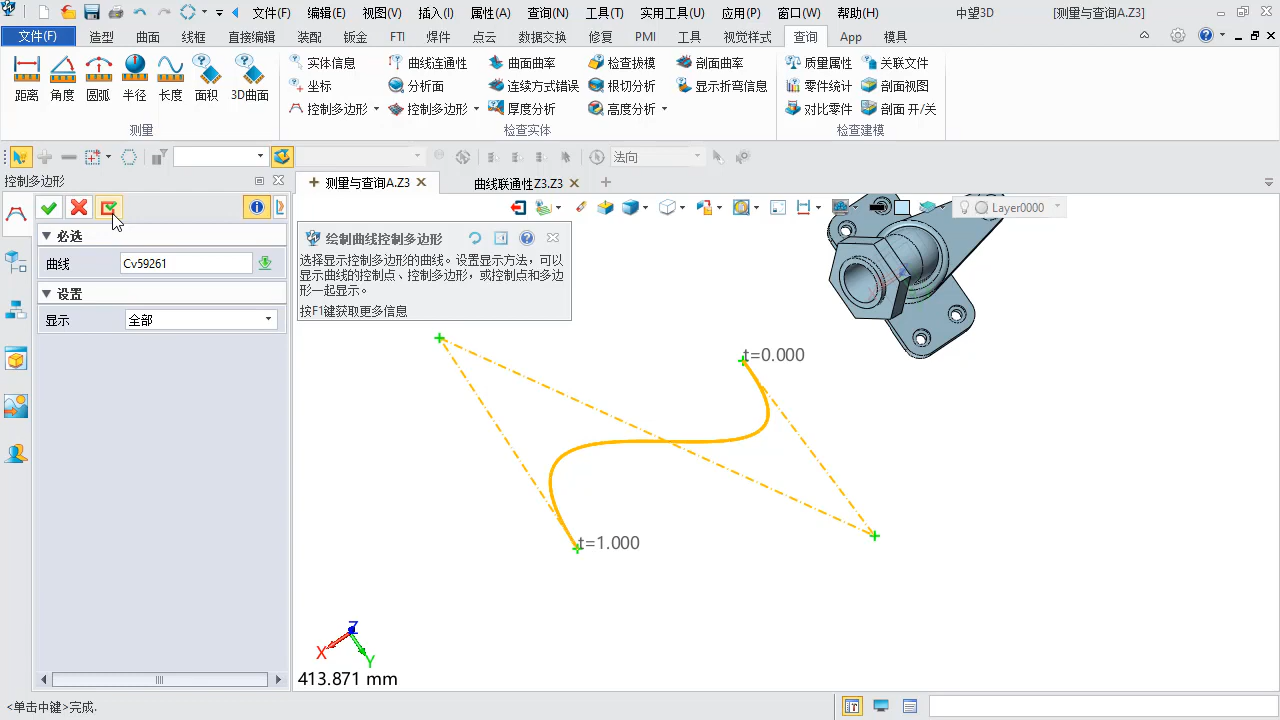 文件(F) 编辑(E) 视图(V) 插入(I) 属性(A) 查询(N) 工具(T) 实用工具(U) 应用(P) 窗口(W) 帮助(H) 中望3D [测量与查询A.Z3]
文件(F) 造型 曲面 线框 直接编辑 装配 钣金 FTI 焊件 点云 数据交换 修复 PMI 工具 视觉样式 查询 App 模具
距离 角度 圆弧 半径 长度 面积 3D曲面
实体信息 曲线连通性 曲面曲率 检查拔模 剖面曲率 质量属性 关联文件
坐标 分析面 连续方式错误 根切分析 显示折弯信息 零件统计 剖面视图
控制多边形 控制多边形 厚度分析 高度分析 对比零件 剖面 开/关
测量 检查实体 检查建模
法向
控制多边形 测量与查询A.Z3 曲线联通性Z3.Z3
Layer0000
必选
曲线 Cv59261
设置
显示 全部
绘制曲线控制多边形
选择显示控制多边形的曲线。设置显示方法，可以
显示曲线的控制点、控制多边形，或控制点和多边
形一起显示。
按F1键获取更多信息
t=0.000
t=1.000
Z
X
Y
413.871 mm
<单击中键>完成.